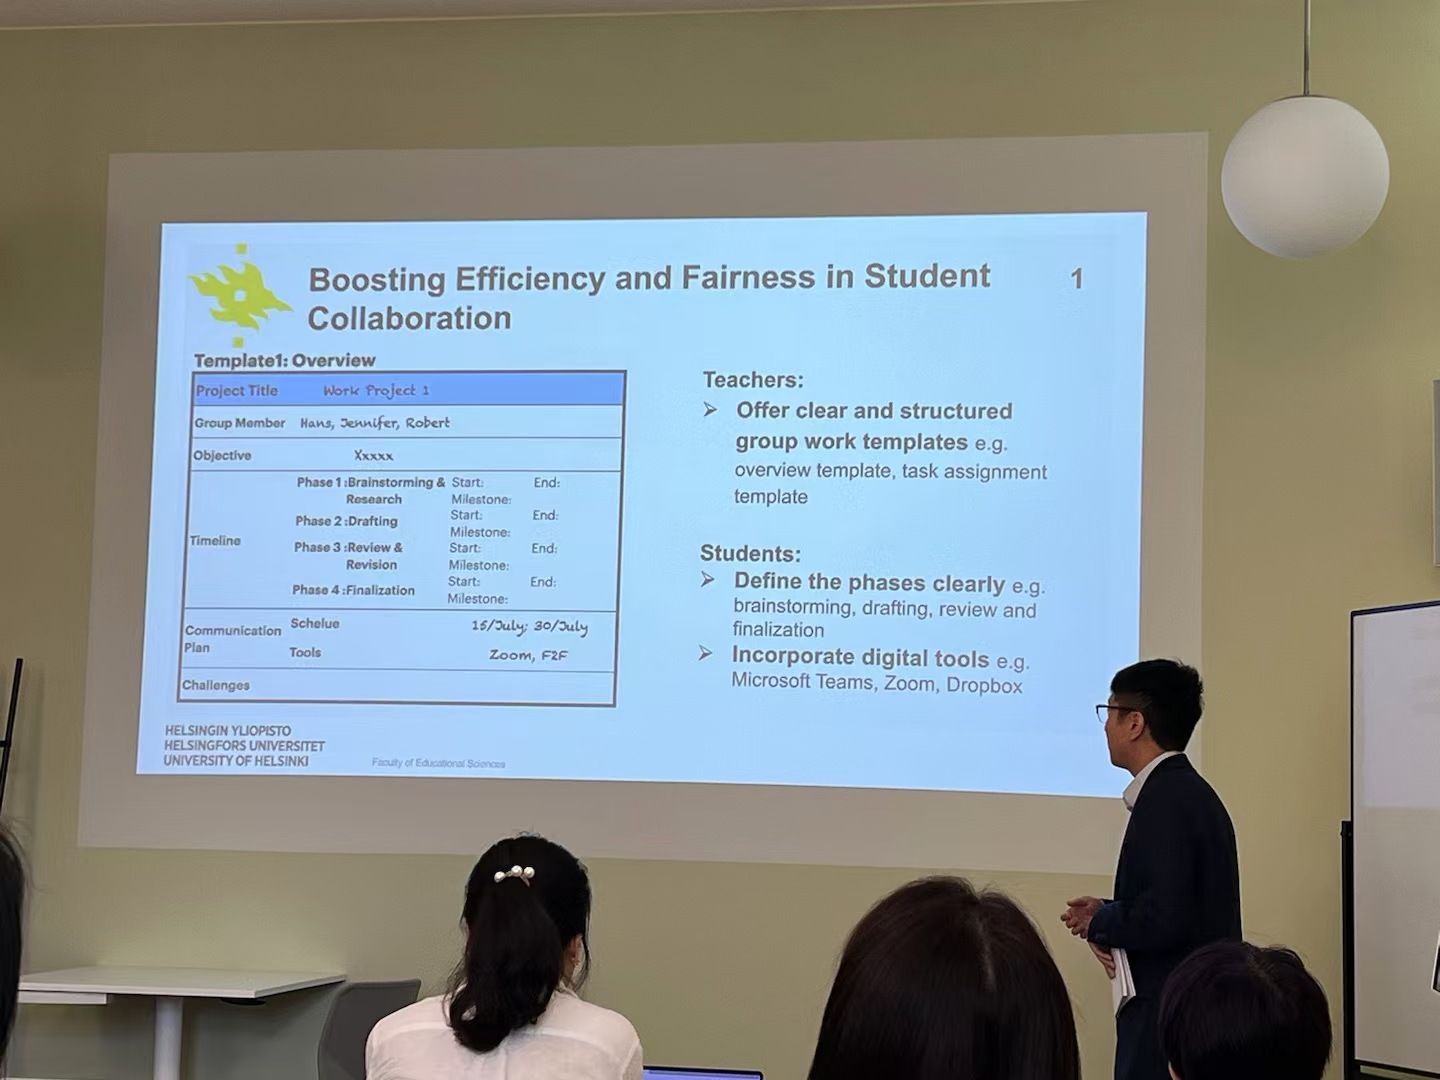 Boosting Efficiency and Fairness in Student
Collaboration
1
Template1: Overview
Project Title Work Project 1
Group Member Hans, Jennifer, Robert
Objective Xxxxx
Timeline
Phase 1 :Brainstorming & Start: End:
Research Milestone:
Phase 2 :Drafting Start: End:
Milestone:
Phase 3 :Review & Start: End:
Revision Milestone:
Phase 4 :Finalization Start: End:
Milestone:
Communication Plan
Schelue 15/July; 30/July
Tools Zoom, F2F
Challenges
Teachers:
➢ Offer clear and structured
group work templates e.g.
overview template, task assignment
template
Students:
➢ Define the phases clearly e.g.
brainstorming, drafting, review and
finalization
➢ Incorporate digital tools e.g.
Microsoft Teams, Zoom, Dropbox
HELSINGIN YLIOPISTO
HELSINGFORS UNIVERSITET
UNIVERSITY OF HELSINKI
Faculty of Educational Sciences